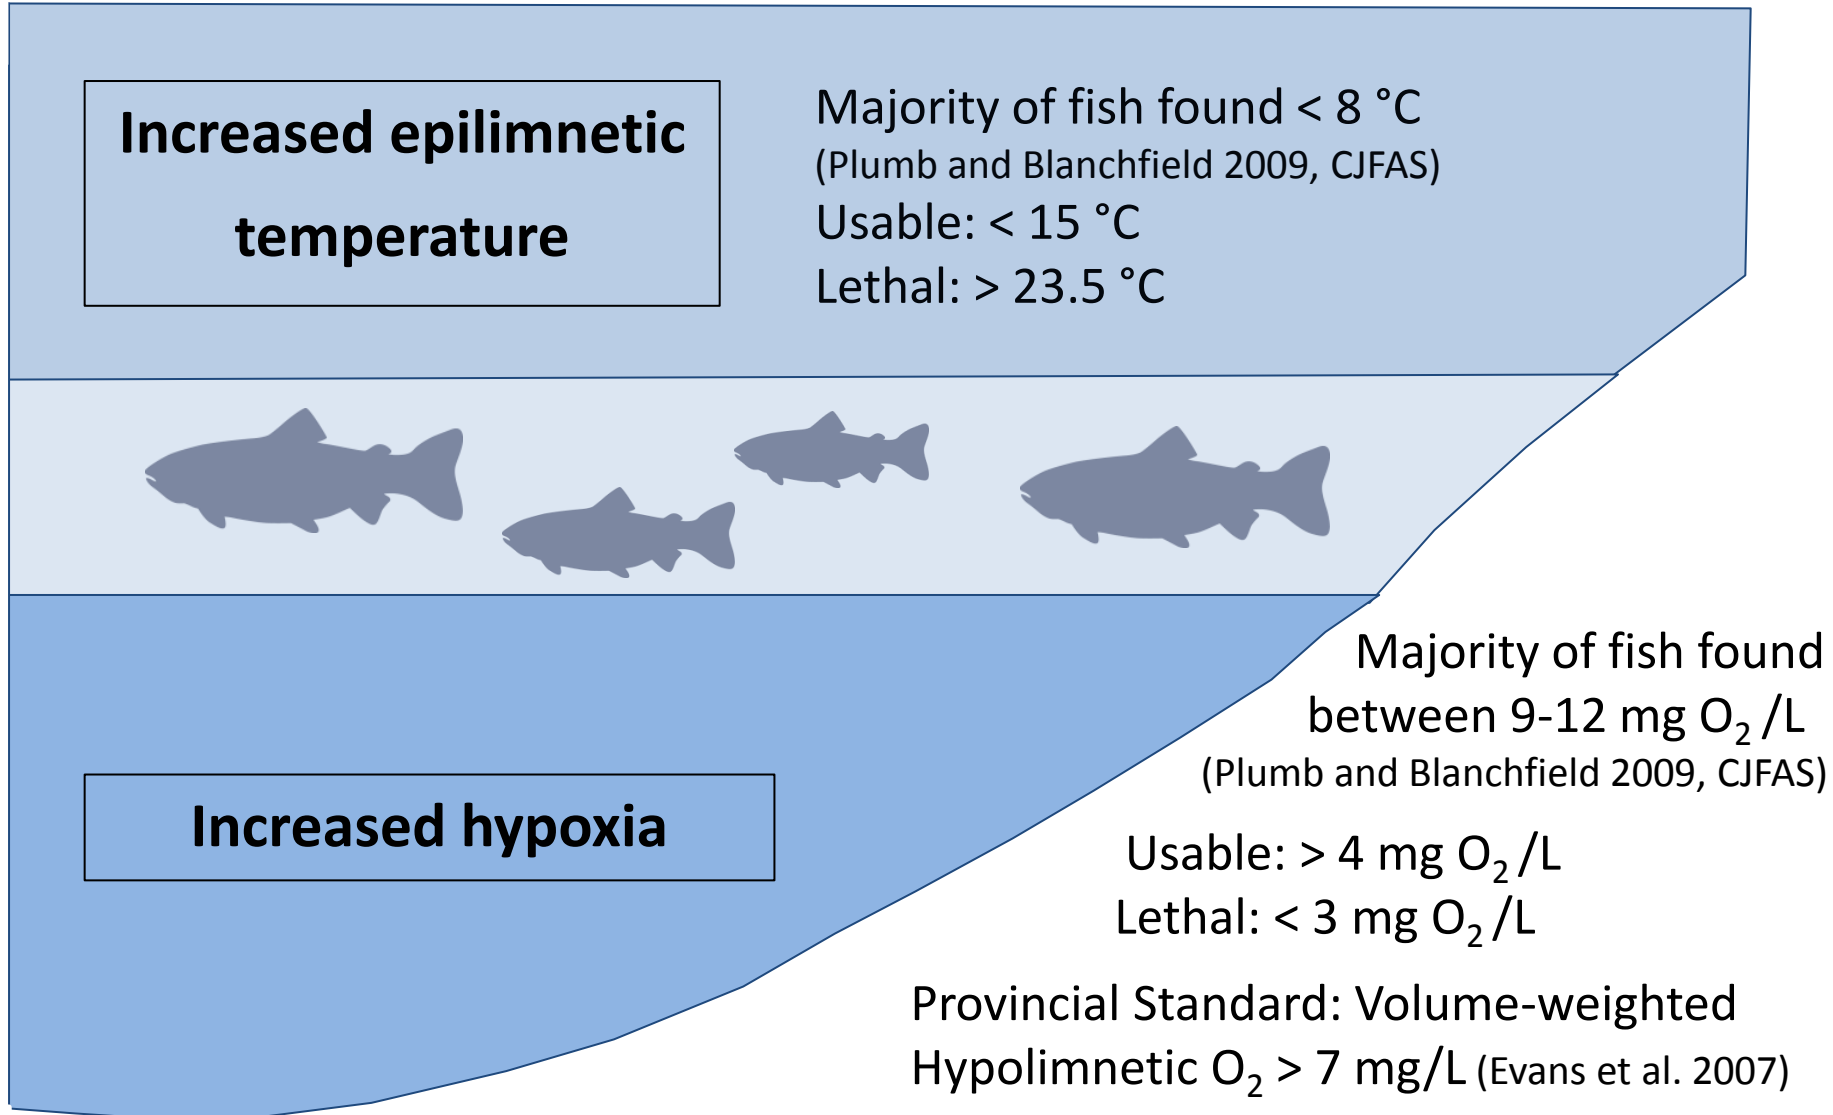 Increased epilimnetic
temperature
Majority of fish found < 8 °C
(Plumb and Blanchfield 2009, CJFAS)
Usable: < 15 °C
Lethal: > 23.5 °C
Increased hypoxia
Majority of fish found
between 9-12 mg O₂ /L
(Plumb and Blanchfield 2009, CJFAS)
Usable: > 4 mg O₂ /L
Lethal: < 3 mg O₂ /L
Provincial Standard: Volume-weighted
Hypolimnetic O₂ > 7 mg/L (Evans et al. 2007)